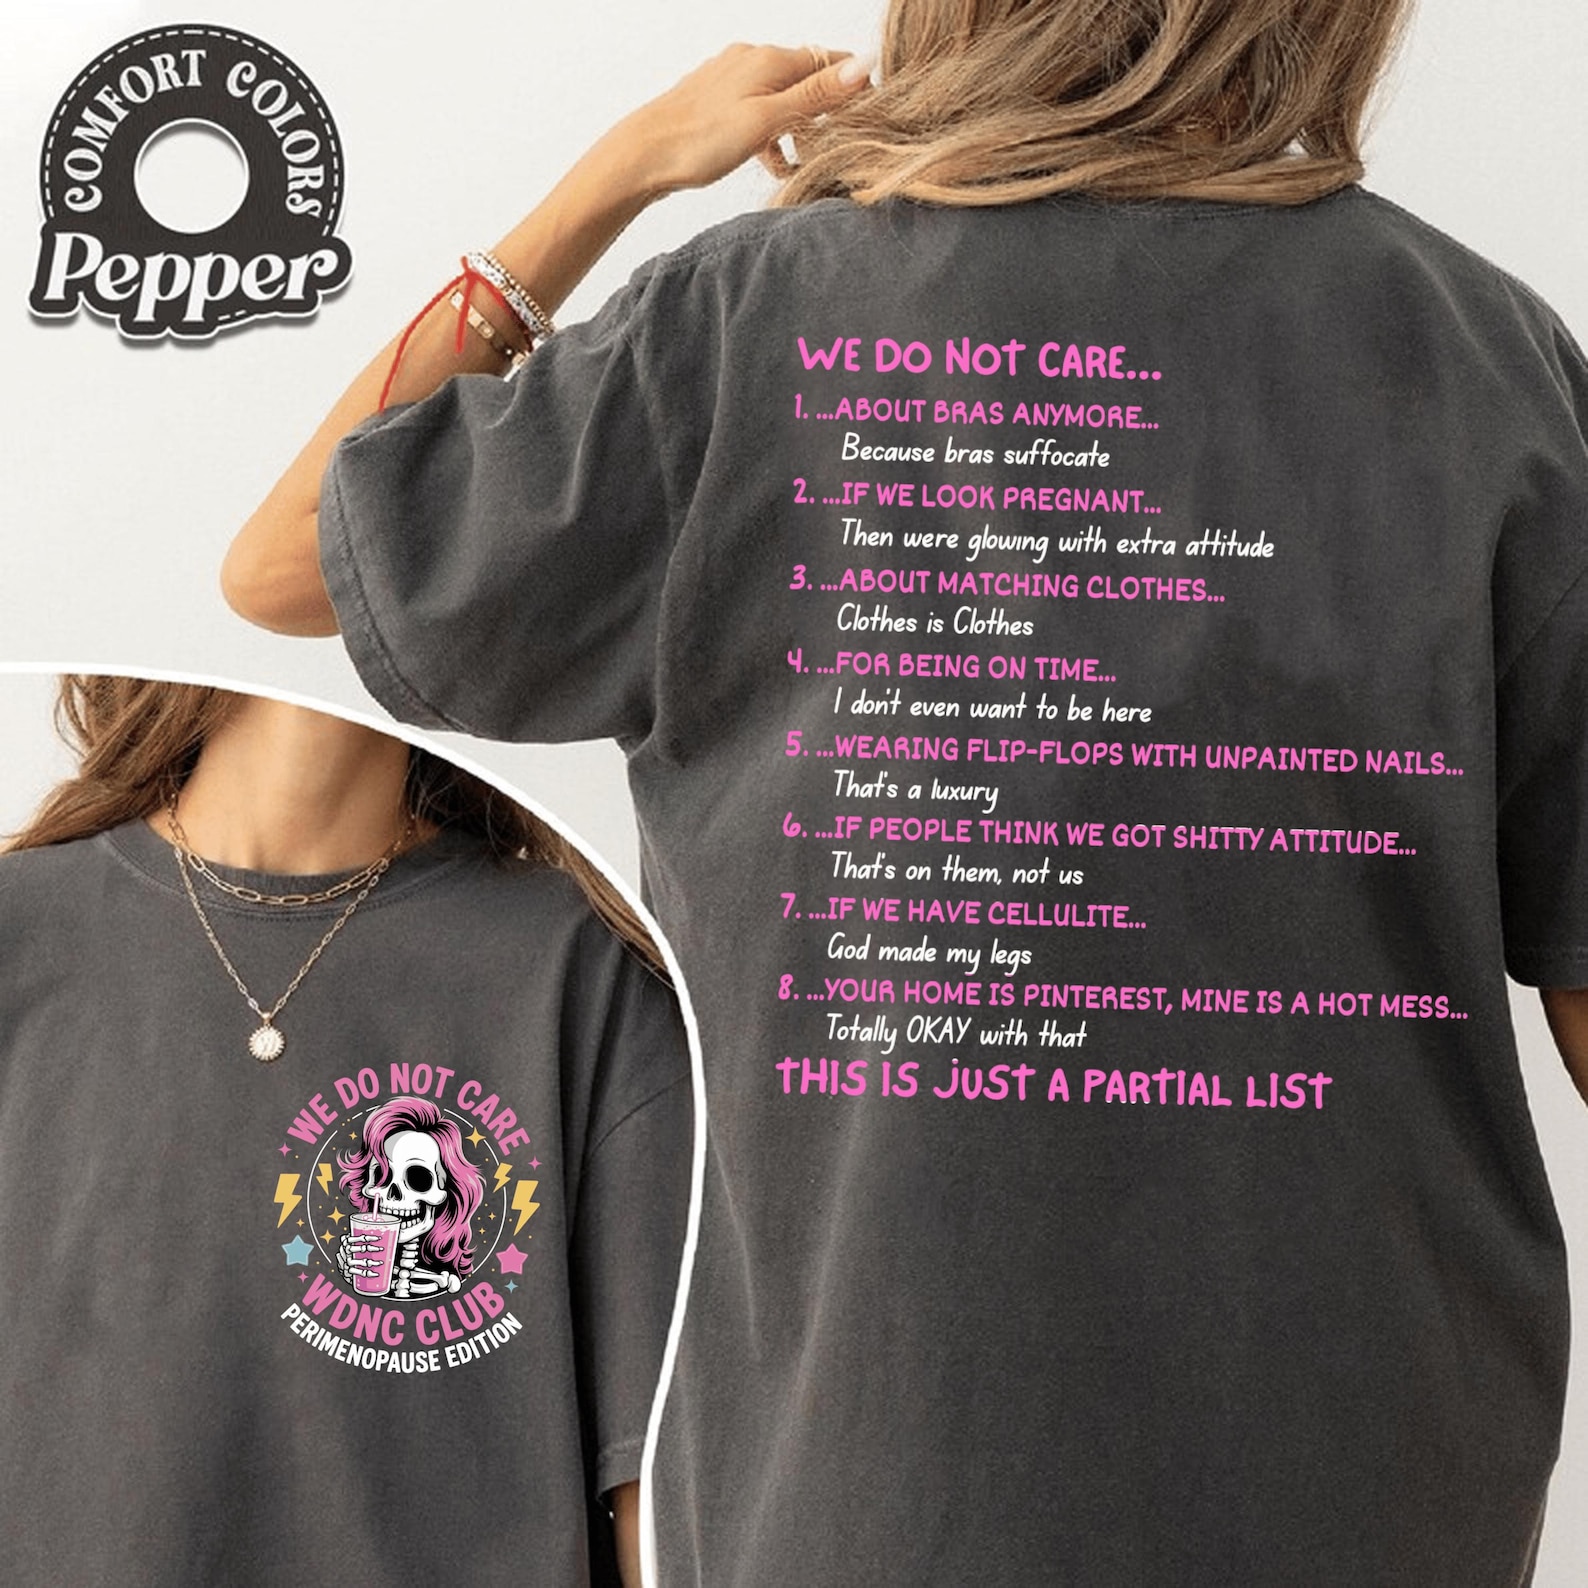 COMFORT COLORS
Pepper
WE DO NOT CARE...
1. ...ABOUT BRAS ANYMORE...
Because bras suffocate
2. ...IF WE LOOK PREGNANT...
Then were glowing with extra attitude
3. ...ABOUT MATCHING CLOTHES...
Clothes is Clothes
4. ...FOR BEING ON TIME...
I don't even want to be here
5. ...WEARING FLIP-FLOPS WITH UNPAINTED NAILS...
That's a luxury
6. ...IF PEOPLE THINK WE GOT SHITTY ATTITUDE...
That's on them, not us
7. ...IF WE HAVE CELLULITE...
God made my legs
8. ...YOUR HOME IS PINTEREST, MINE IS A HOT MESS...
Totally OKAY with that
THIS IS JUST A PARTIAL LIST
WE DO NOT CARE
WDNC CLUB
PERIMENOPAUSE EDITION